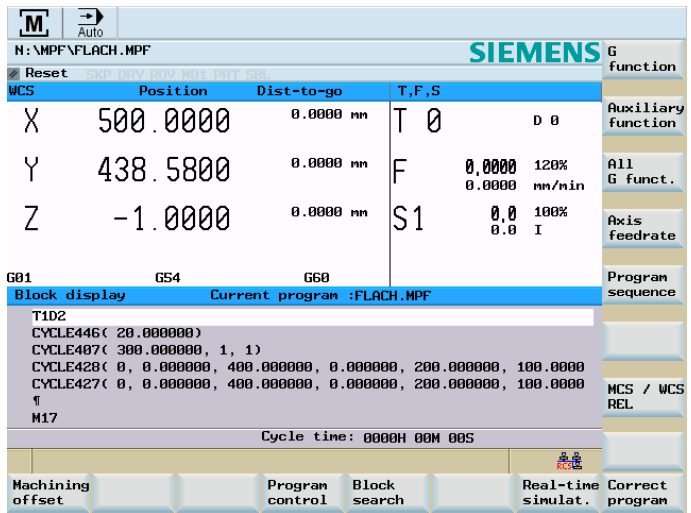 M
Auto
N:\MPF\FLACH.MPF
SIEMENS
G
function
Reset SKP DRY ROV M01 PRT SBL
WCS Position Dist-to-go T,F,S
X 500.0000 0.0000 mm T 0 D 0
Auxiliary
function
Y 438.5800 0.0000 mm F 0,0000 120%
0.0000 mm/min
All
G funct.
Z -1.0000 0.0000 mm S1 0,0 100%
0.0 I
Axis
feedrate
G01 G54 G60
Program
sequence
Block display Current program :FLACH.MPF
T1D2
CYCLE446( 20.000000)
CYCLE407( 300.000000, 1, 1)
CYCLE428( 0, 0.000000, 400.000000, 0.000000, 200.000000, 100.0000
CYCLE427( 0, 0.000000, 400.000000, 0.000000, 200.000000, 100.0000
¶
M17
MCS / WCS
REL
Cycle time: 000H 00M 00S
RCS
Machining
offset
Program
control
Block
search
Real-time
simulat.
Correct
program